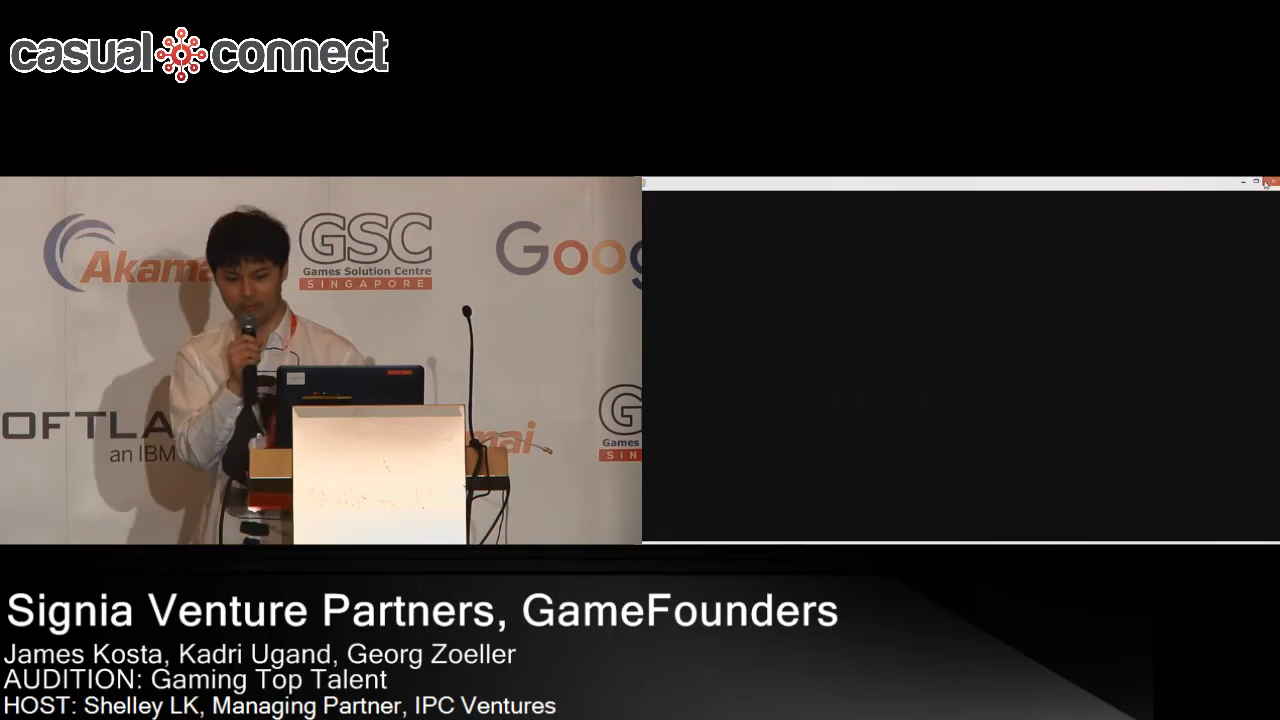 casual connect
Akamai
GSC
Games Solution Centre
SINGAPORE
Goog
OFTLA
an IBM
mai
G
Games
SIN
Signia Venture Partners, GameFounders
James Kosta, Kadri Ugand, Georg Zoeller
AUDITION: Gaming Top Talent
HOST: Shelley LK, Managing Partner, IPC Ventures